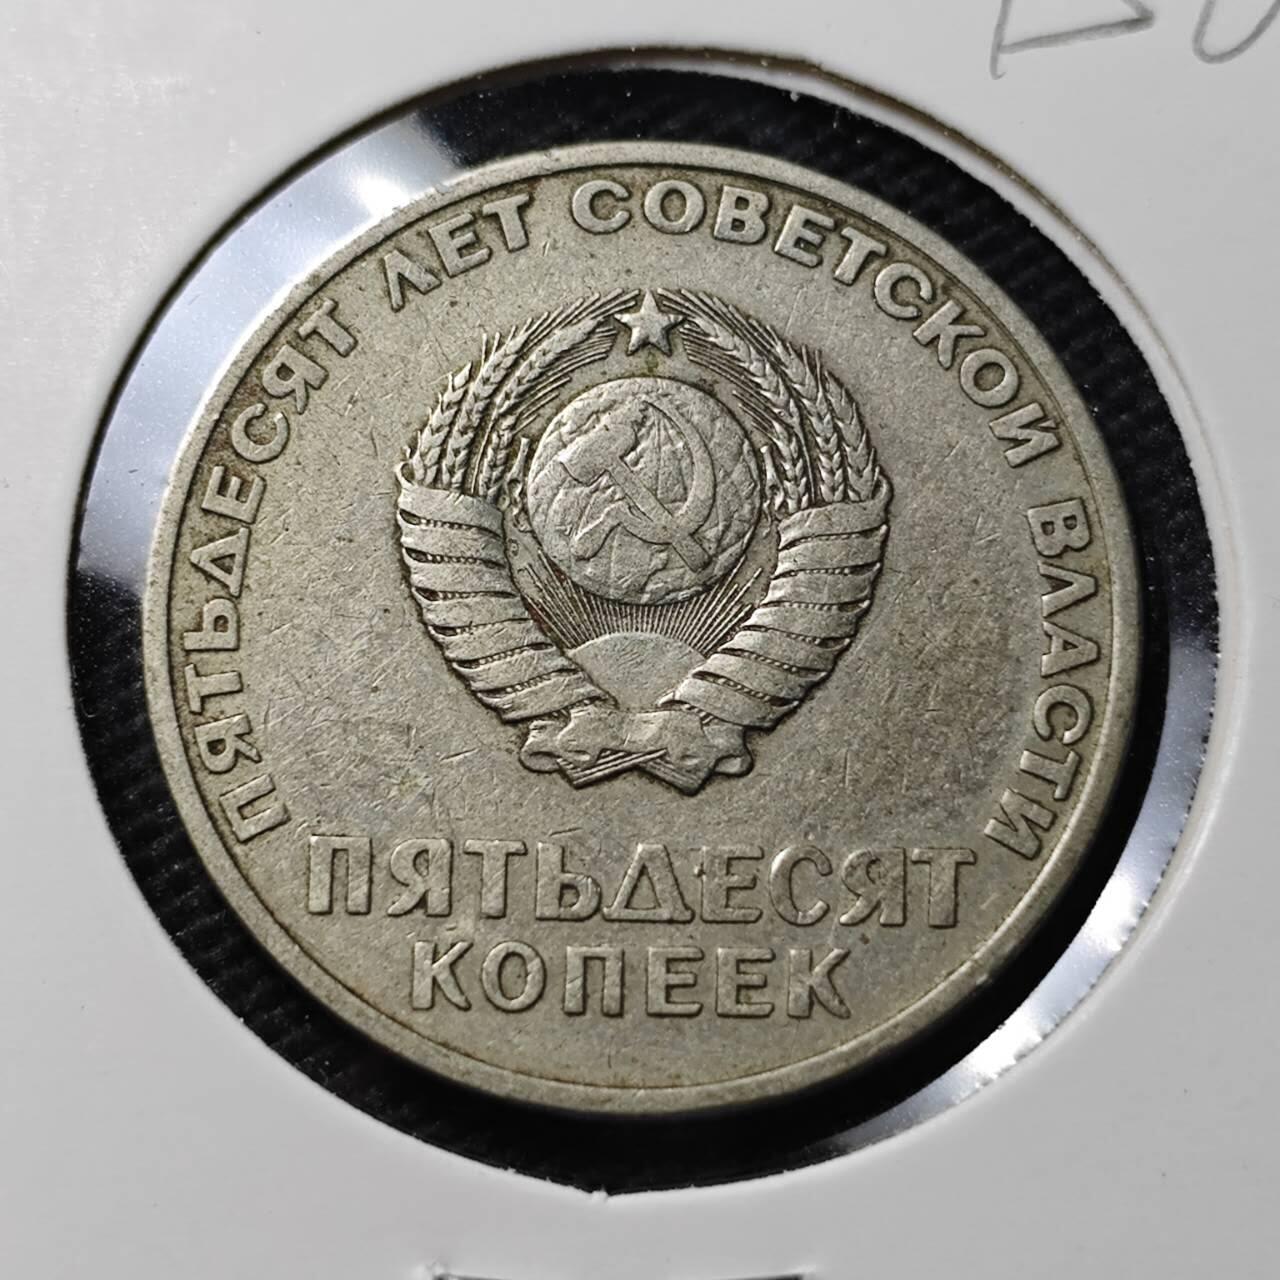 ПЯТЬДЕСЯТ ЛЕТ СОВЕТСКОЙ ВЛАСТИ
ПЯТЬДЕСЯТ
КОПЕЕК